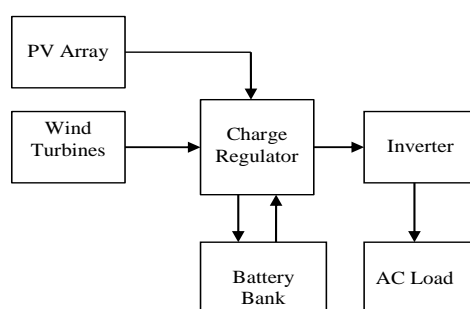 PV Array
Wind
Turbines
Charge
Regulator
Inverter
Battery
Bank
AC Load